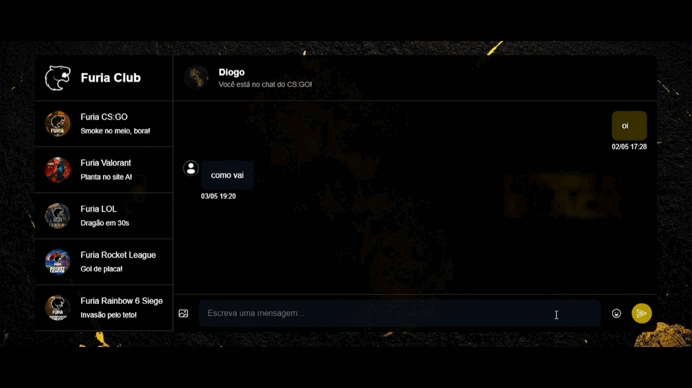 Furia Club
Furia CS:GO
Smoke no meio, bora!
Furia Valorant
Planta no site A!
Furia LOL
Dragão em 30s
Furia Rocket League
Gol de placa!
Furia Rainbow 6 Siege
Invasão pelo teto!
Diogo
Você está no chat do CS:GO!
oi
02/05 17:28
como vai
03/05 19:20
Escreva uma mensagem...